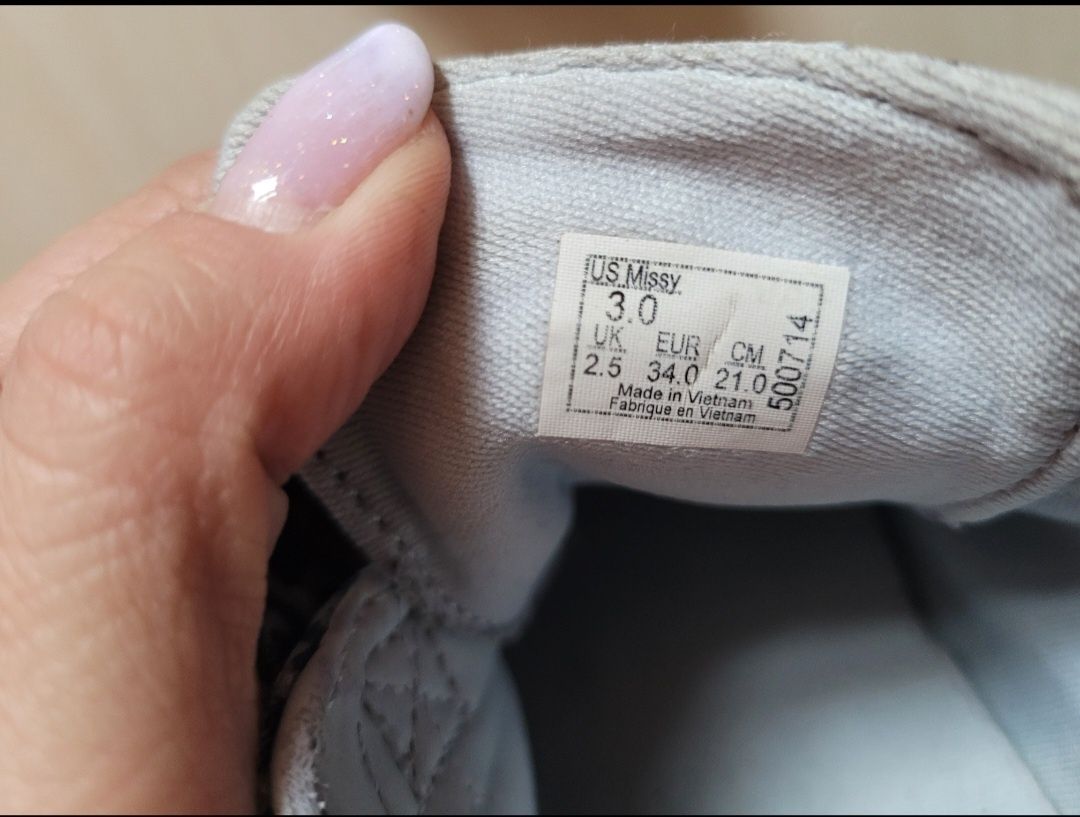 US Missy
3.0
UK EUR CM
2.5 34.0 21.0
Made in Vietnam
Fabrique en Vietnam
500714